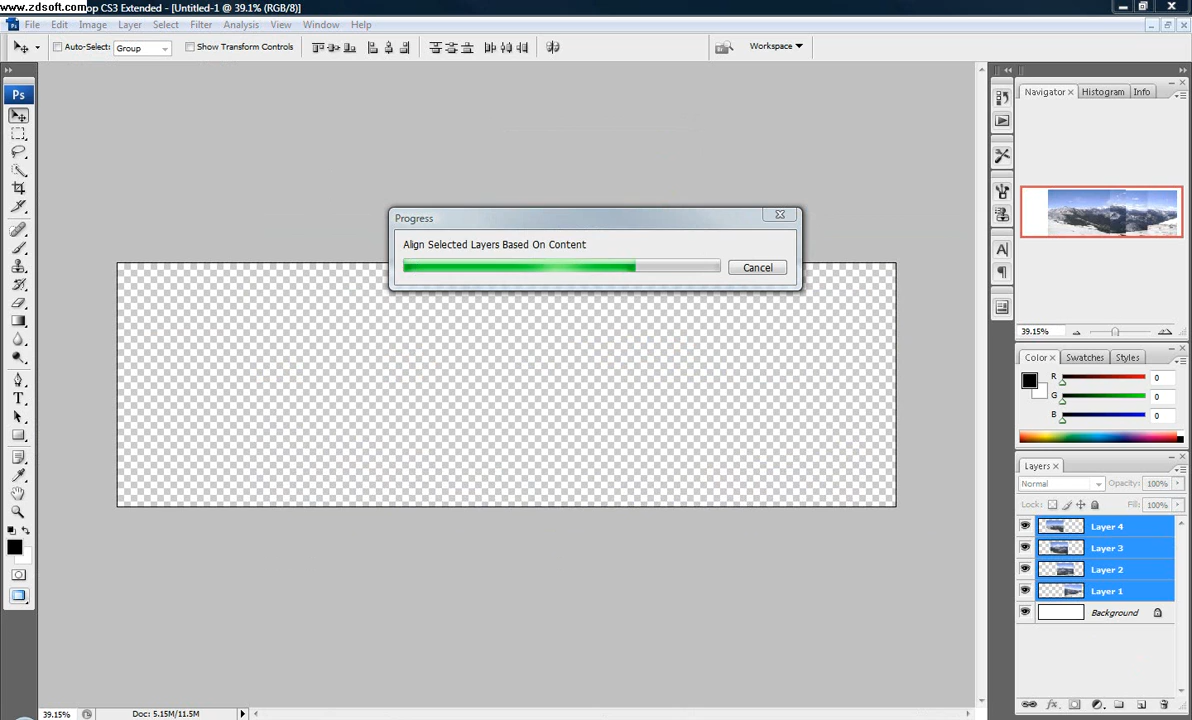 www.zdsoft.com
op CS3 Extended - [Untitled-1 @ 39.1% (RGB/8)]
File Edit Image Layer Select Filter Analysis View Window Help
Auto-Select: Group Show Transform Controls Workspace
Ps
Navigator Histogram Info
Progress
Align Selected Layers Based On Content
Cancel
39.15%
Color Swatches Styles
R 0
G 0
B 0
Layers
Normal Opacity: 100%
Locks: Fill: 100%
Layer 4
Layer 3
Layer 2
Layer 1
Background
39.15% Doc: 5.15M/11.5M